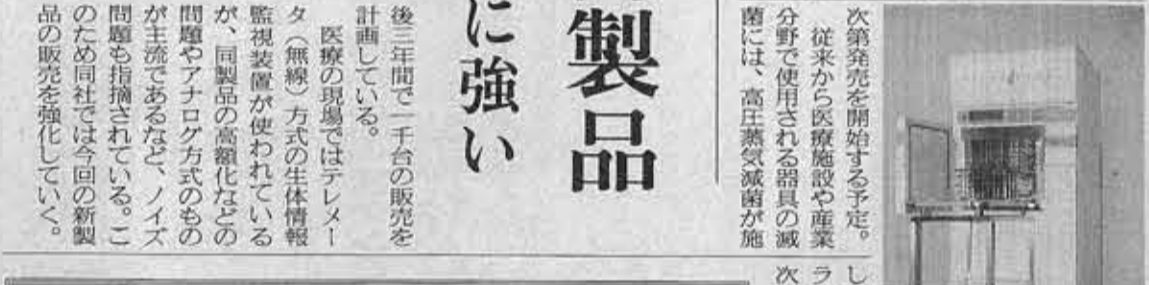 次第発売を開始する予定。
従来から医療施設や産業
分野で使用される器具の滅
菌には、高圧蒸気滅菌が施
し
ラ
次
製品
に強い
後三年間で一千台の販売を
計画している。
医療の現場ではテレメー
タ（無線）方式の生体情報
監視装置が使われている
が、同製品の高額化などの
問題やアナログ方式のもの
が主流であるなど、ノイズ
問題も指摘されている。こ
のため同社では今回の新製
品の販売を強化していく。